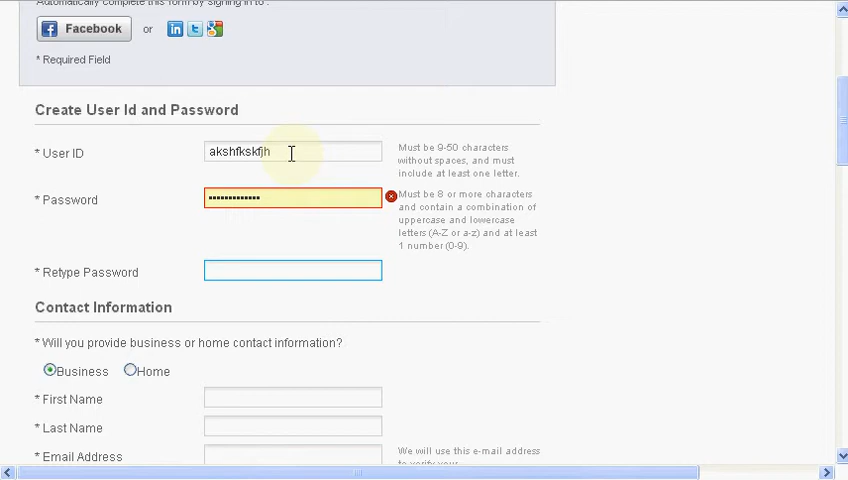 Automatically complete this form by signing in to :
Facebook or
* Required Field
Create User Id and Password
* User ID
akshfkskfjh
Must be 9-50 characters
without spaces, and must
include at least one letter.
* Password
•••••••••••••
Must be 8 or more characters
and contain a combination of
uppercase and lowercase
letters (A-Z or a-z) and at least
1 number (0-9).
* Retype Password
Contact Information
* Will you provide business or home contact information?
Business Home
* First Name
* Last Name
* Email Address
We will use this e-mail address
to verify your